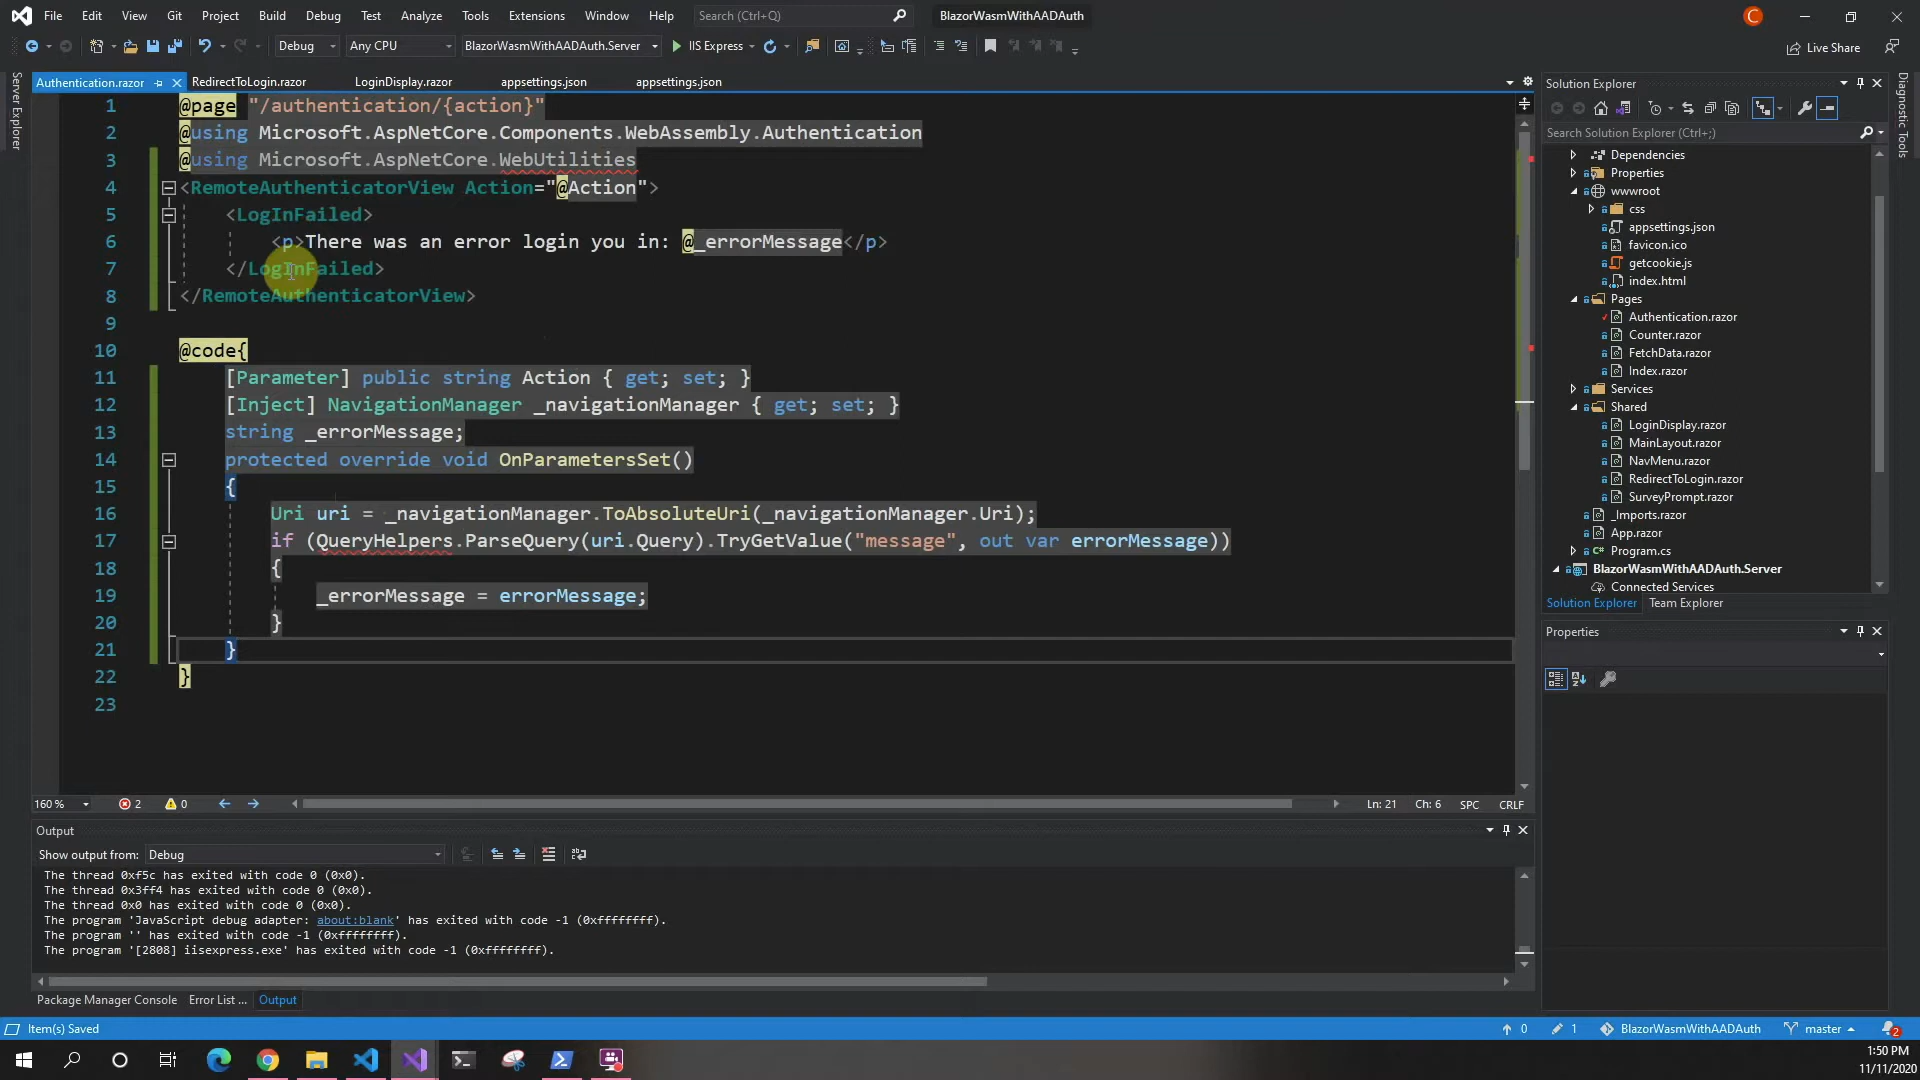 File Edit View Git Project Build Debug Test Analyze Tools Extensions Window Help Search (Ctrl+Q) BlazorWasmWithAADAuth C
Debug Any CPU BlazorWasmWithAADAuth.Server IIS Express Live Share
Server Explorer
Diagnostic Tools
Authentication.razor RedirectToLogin.razor LoginDisplay.razor appsettings.json appsettings.json
1 @page "/authentication/{action}"
2 @using Microsoft.AspNetCore.Components.WebAssembly.Authentication
3 @using Microsoft.AspNetCore.WebUtilities
4 <RemoteAuthenticatorView Action="@Action">
5 <LogInFailed>
6 <p>There was an error login you in: @_errorMessage</p>
7 </LogInFailed>
8 </RemoteAuthenticatorView>
9
10 @code{
11 [Parameter] public string Action { get; set; }
12 [Inject] NavigationManager _navigationManager { get; set; }
13 string _errorMessage;
14 protected override void OnParametersSet()
15 {
16 Uri uri = _navigationManager.ToAbsoluteUri(_navigationManager.Uri);
17 if (QueryHelpers.ParseQuery(uri.Query).TryGetValue("message", out var errorMessage))
18 {
19 _errorMessage = errorMessage;
20 }
21 }
22 }
23
160 % 2 0 Ln: 21 Ch: 6 SPC CRLF
Output
Show output from: Debug
The thread 0xf5c has exited with code 0 (0x0).
The thread 0x3ff4 has exited with code 0 (0x0).
The thread 0x0 has exited with code 0 (0x0).
The program 'JavaScript debug adapter: about:blank' has exited with code -1 (0xffffffff).
The program '' has exited with code -1 (0xffffffff).
The program '[2808] iisexpress.exe' has exited with code -1 (0xffffffff).
Package Manager Console Error List ... Output
Solution Explorer
Search Solution Explorer (Ctrl+;)
Dependencies
Properties
wwwroot
css
appsettings.json
favicon.ico
getcookie.js
index.html
Pages
Authentication.razor
Counter.razor
FetchData.razor
Index.razor
Services
Shared
LoginDisplay.razor
MainLayout.razor
NavMenu.razor
RedirectToLogin.razor
SurveyPrompt.razor
_Imports.razor
App.razor
Program.cs
BlazorWasmWithAADAuth.Server
Connected Services
Solution Explorer Team Explorer
Properties
Item(s) Saved 0 1 BlazorWasmWithAADAuth master 2
1:50 PM
11/11/2020